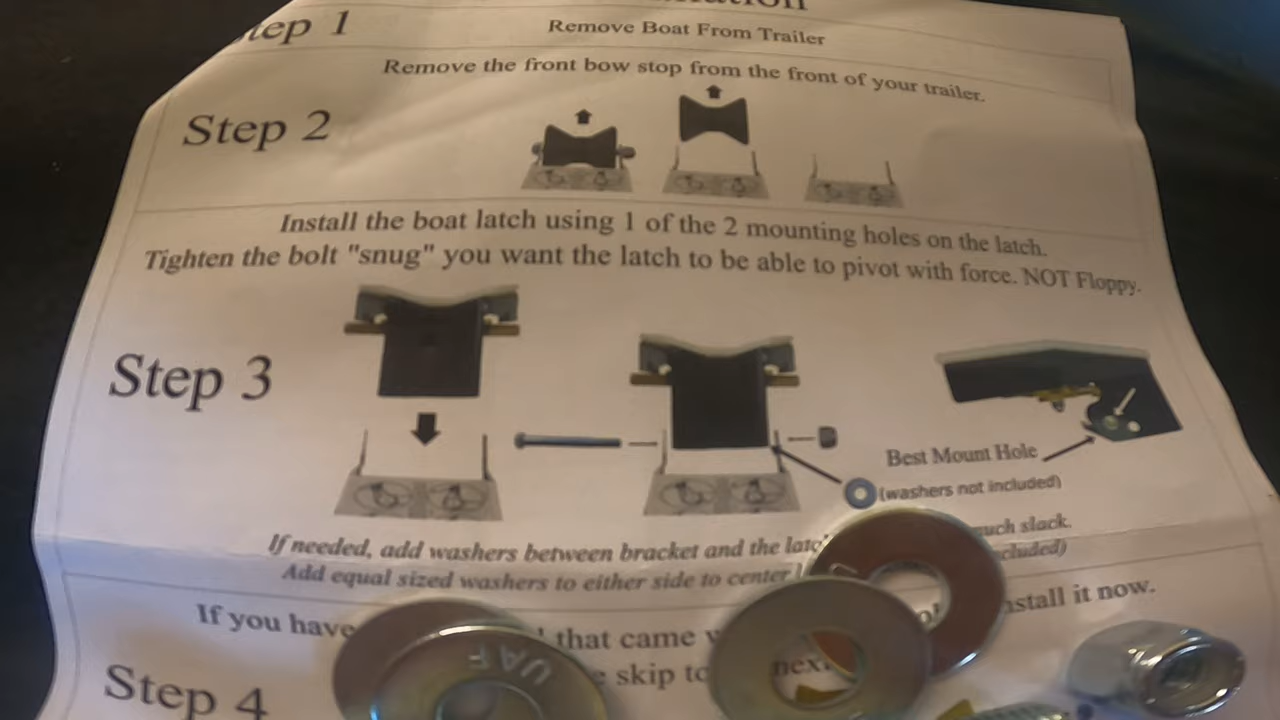 Step 1
Remove Boat From Trailer
Remove the front bow stop from the front of your trailer.
Step 2
Install the boat latch using 1 of the 2 mounting holes on the latch.
Tighten the bolt "snug" you want the latch to be able to pivot with force. NOT Floppy.
Step 3
Best Mount Hole
(washers not included)
If needed, add washers between bracket and the slack.
Add equal sized washers to either side to center
If you have that came it now.
skip to
Step 4
UAF